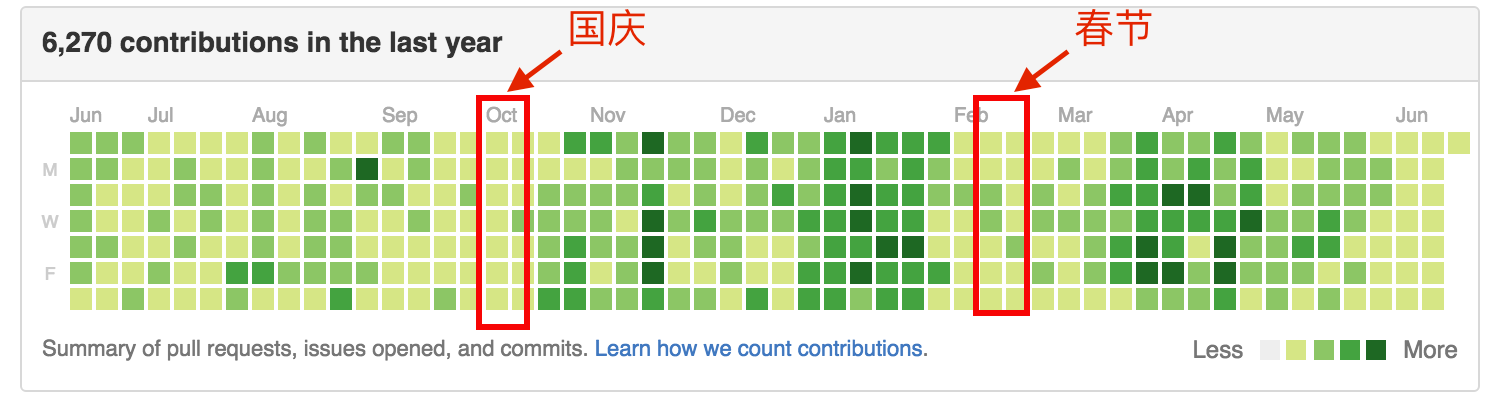 国庆
春节
6,270 contributions in the last year
Jun Jul Aug Sep Oct Nov Dec Jan Feb Mar Apr May Jun
M
W
F
Summary of pull requests, issues opened, and commits. Learn how we count contributions.
Less More